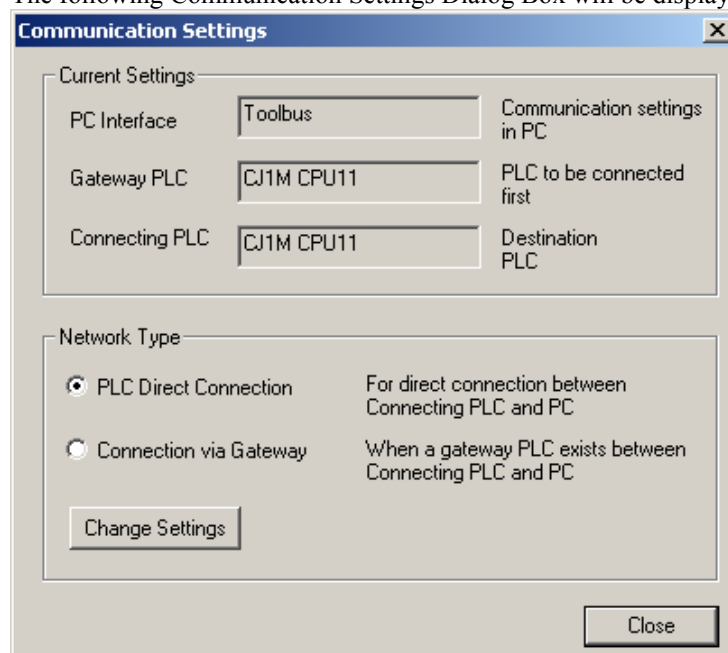 The following Communication Settings Dialog Box will be display
Communication Settings
Current Settings
PC Interface Toolbus Communication settings
in PC
Gateway PLC CJ1M CPU11 PLC to be connected
first
Connecting PLC CJ1M CPU11 Destination
PLC
Network Type
PLC Direct Connection For direct connection between
Connecting PLC and PC
Connection via Gateway When a gateway PLC exists between
Connecting PLC and PC
Change Settings
Close